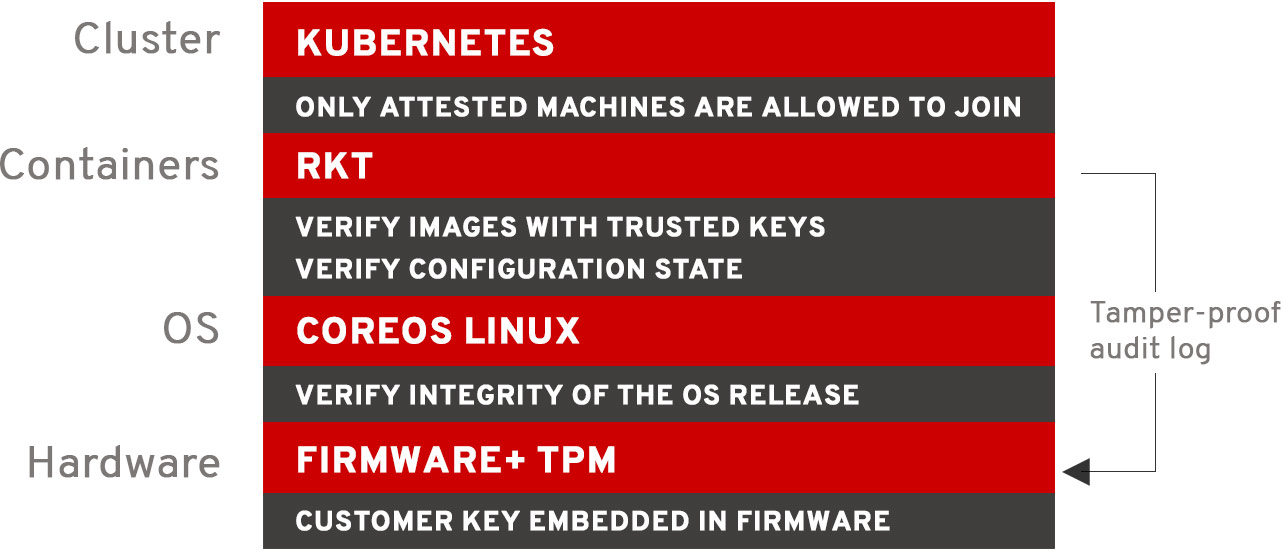 Cluster
KUBERNETES
ONLY ATTESTED MACHINES ARE ALLOWED TO JOIN
Containers
RKT
VERIFY IMAGES WITH TRUSTED KEYS
VERIFY CONFIGURATION STATE
OS
COREOS LINUX
VERIFY INTEGRITY OF THE OS RELEASE
Hardware
FIRMWARE+ TPM
CUSTOMER KEY EMBEDDED IN FIRMWARE
Tamper-proof
audit log